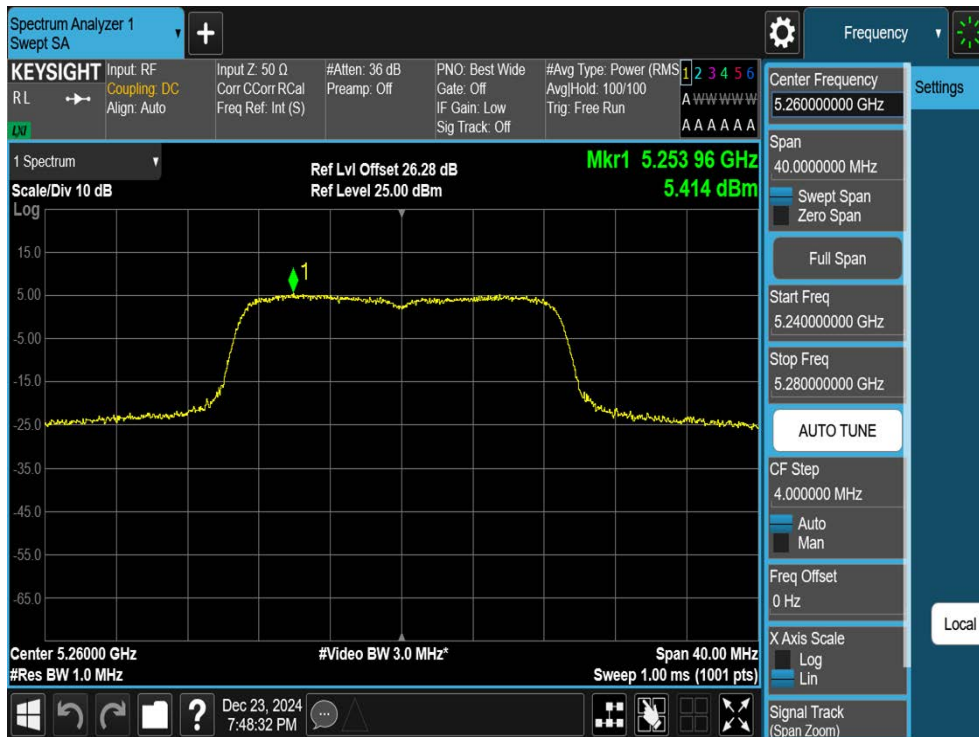 Spectrum Analyzer 1
Swept SA
Frequency
KEYSIGHT
R L
LXI
Input: RF
Coupling: DC
Align: Auto
Input Z: 50 Ω
Corr CCorr RCal
Freq Ref: Int (S)
#Atten: 36 dB
Preamp: Off
PNO: Best Wide
Gate: Off
IF Gain: Low
Sig Track: Off
#Avg Type: Power (RMS
Avg|Hold: 100/100
Trig: Free Run
1 2 3 4 5 6
A W W W W W
A A A A A A
1 Spectrum
Scale/Div 10 dB
Log
Ref Lvl Offset 26.28 dB
Ref Level 25.00 dBm
Mkr1 5.253 96 GHz
5.414 dBm
15.0
5.00
-5.00
-15.0
-25.0
-35.0
-45.0
-55.0
-65.0
1
Center 5.26000 GHz
#Res BW 1.0 MHz
#Video BW 3.0 MHz*
Span 40.00 MHz
Sweep 1.00 ms (1001 pts)
Center Frequency
5.260000000 GHz
Span
40.0000000 MHz
Swept Span
Zero Span
Full Span
Start Freq
5.240000000 GHz
Stop Freq
5.280000000 GHz
AUTO TUNE
CF Step
4.000000 MHz
Auto
Man
Freq Offset
0 Hz
X Axis Scale
Log
Lin
Signal Track
(Span Zoom)
Settings
Local
?
Dec 23, 2024
7:48:32 PM